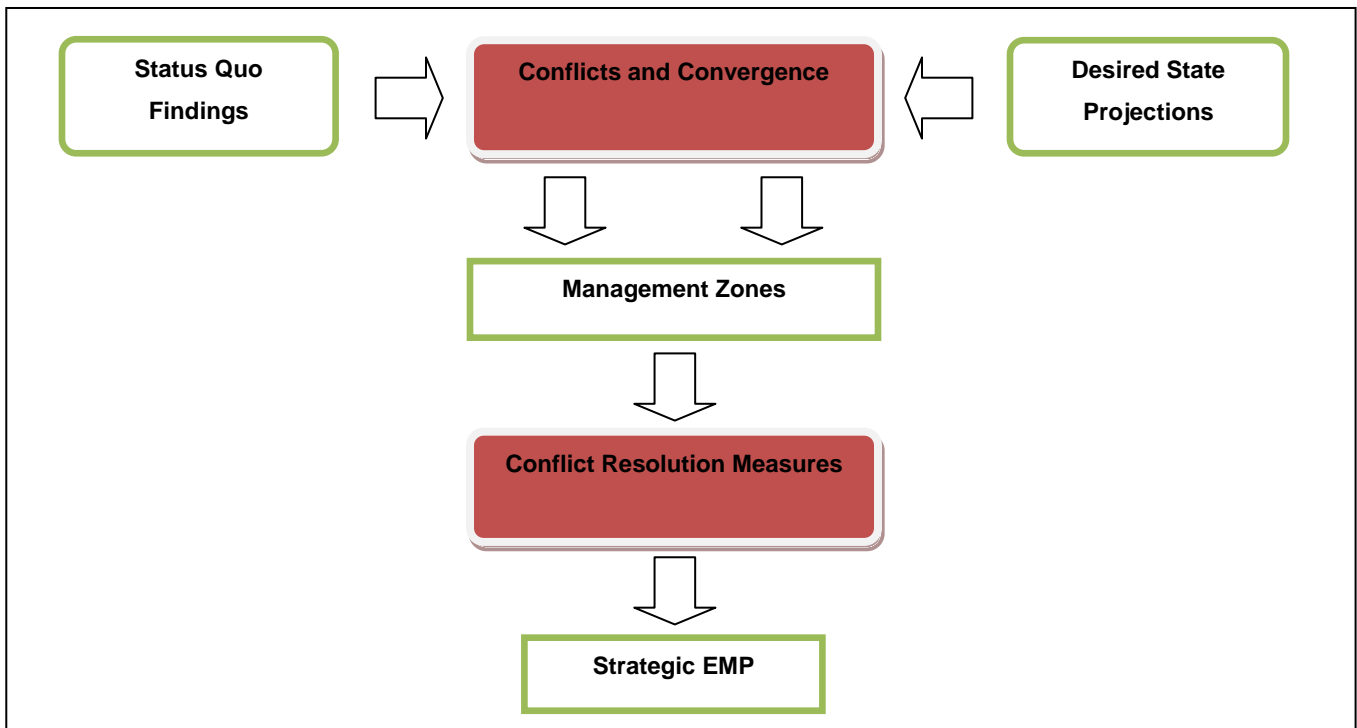 Status Quo
Findings
Conflicts and Convergence
Desired State
Projections
Management Zones
Conflict Resolution Measures
Strategic EMP